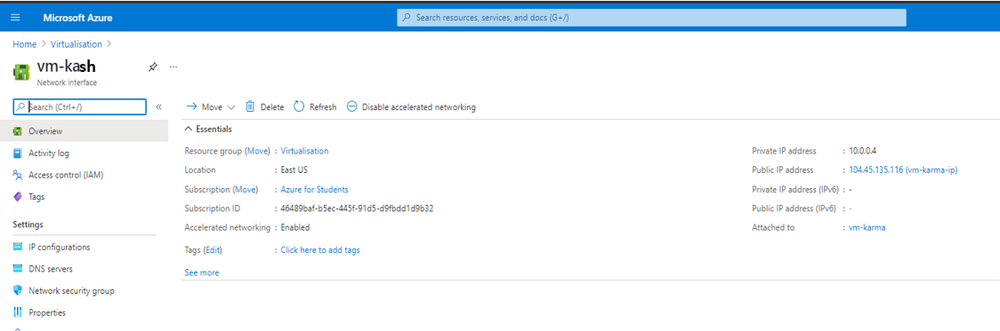 Microsoft Azure
Search resources, services, and docs (G+/)
Home > Virtualisation >
vm-kash
...
Network interface
Search (Ctrl+/)
«
Overview
Activity log
Access control (IAM)
Tags
Settings
IP configurations
DNS servers
Network security group
Properties
Move Delete Refresh Disable accelerated networking
Essentials
Resource group (Move) : Virtualisation
Location : East US
Subscription (Move) : Azure for Students
Subscription ID : 46489baf-b5ec-445f-91d5-d9fbdd1d9b32
Accelerated networking : Enabled
Tags (Edit) : Click here to add tags
See more
Private IP address : 10.0.0.4
Public IP address : 104.45.135.116 (vm-karma-ip)
Private IP address (IPv6) : -
Public IP address (IPv6) : -
Attached to : vm-karma